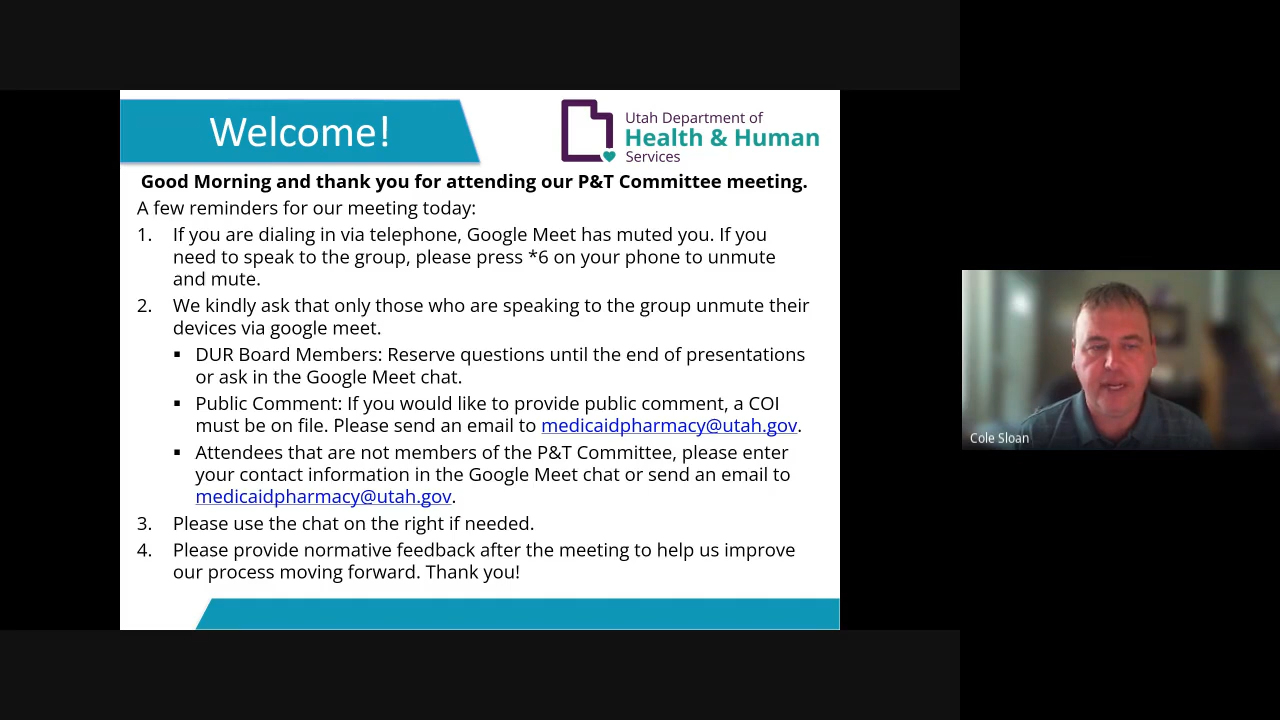 Welcome!
Utah Department of
Health & Human
Services
Good Morning and thank you for attending our P&T Committee meeting.
A few reminders for our meeting today:
1. If you are dialing in via telephone, Google Meet has muted you. If you
need to speak to the group, please press *6 on your phone to unmute
and mute.
2. We kindly ask that only those who are speaking to the group unmute their
devices via google meet.
▪ DUR Board Members: Reserve questions until the end of presentations
or ask in the Google Meet chat.
▪ Public Comment: If you would like to provide public comment, a COI
must be on file. Please send an email to medicaidpharmacy@utah.gov.
▪ Attendees that are not members of the P&T Committee, please enter
your contact information in the Google Meet chat or send an email to
medicaidpharmacy@utah.gov.
3. Please use the chat on the right if needed.
4. Please provide normative feedback after the meeting to help us improve
our process moving forward. Thank you!
Cole Sloan